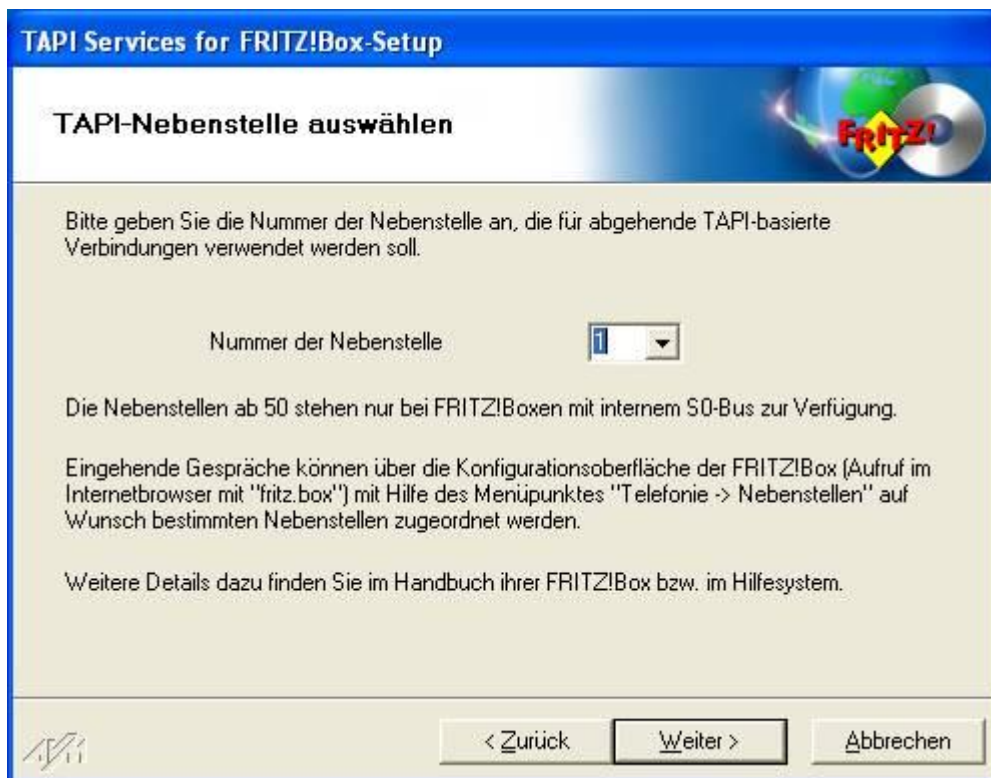 TAPI Services for FRITZ!Box-Setup
TAPI-Nebenstelle auswählen
FRITZ!
Bitte geben Sie die Nummer der Nebenstelle an, die für abgehende TAPI-basierte
Verbindungen verwendet werden soll.
Nummer der Nebenstelle
1
Die Nebenstellen ab 50 stehen nur bei FRITZ!Boxen mit internem S0-Bus zur Verfügung.
Eingehende Gespräche können über die Konfigurationsoberfläche der FRITZ!Box (Aufruf im
Internetbrowser mit "fritz.box") mit Hilfe des Menüpunktes "Telefonie -> Nebenstellen" auf
Wunsch bestimmten Nebenstellen zugeordnet werden.
Weitere Details dazu finden Sie im Handbuch ihrer FRITZ!Box bzw. im Hilfesystem.
AVM
< Zurück
Weiter >
Abbrechen